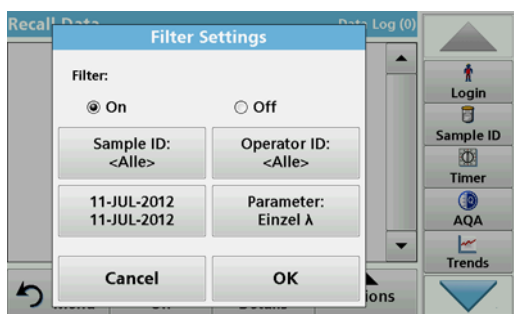 Recall Data
Data Log (0)
Filter Settings
Filter:
On
Off
Sample ID:
<Alle>
Operator ID:
<Alle>
11-JUL-2012
11-JUL-2012
Parameter:
Einzel λ
Cancel
OK
Login
Sample ID
Timer
AQA
Trends